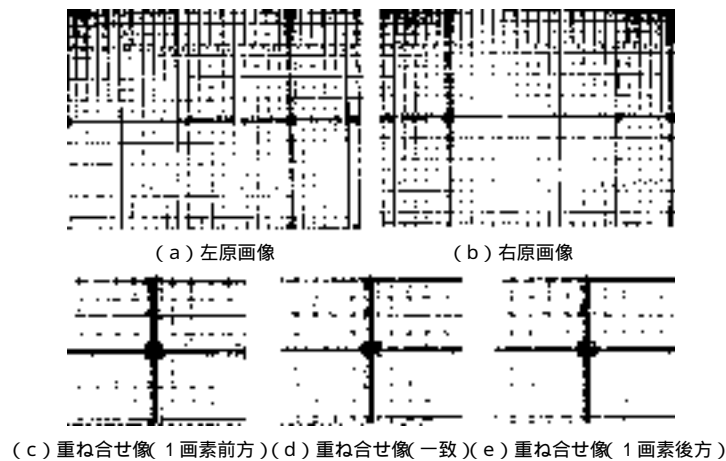 (a)左原画像
(b)右原画像
(c)重ね合せ像(1画素前方)
(d)重ね合せ像(一致)
(e)重ね合せ像(1画素後方)